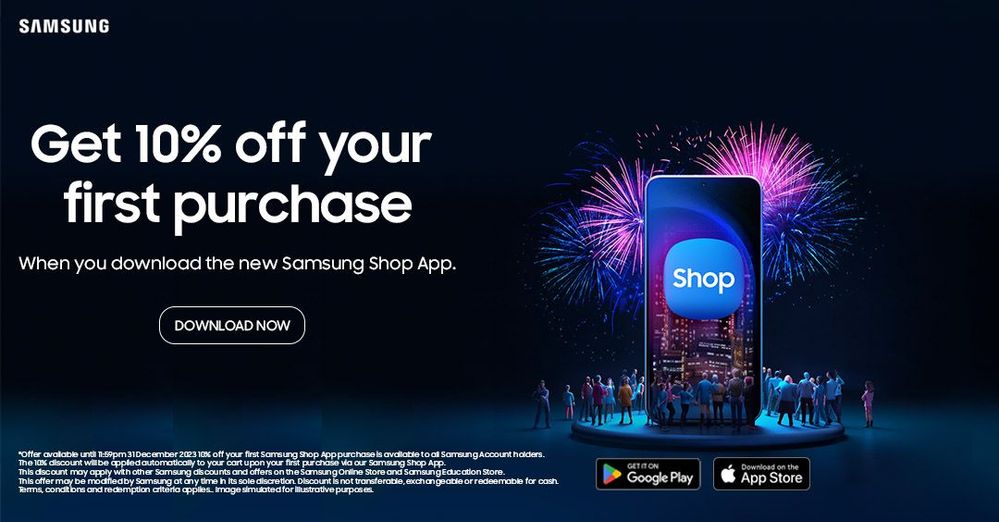 SAMSUNG
Get 10% off your
first purchase
When you download the new Samsung Shop App.
DOWNLOAD NOW
Shop
*Offer available until 11:59pm 31 December 2023 10% off your first Samsung Shop App purchase is available to all Samsung Account holders.
The 10% discount will be applied automatically to your cart upon your first purchase via our Samsung Shop App.
This discount may apply with other Samsung discounts and offers on the Samsung Online Store and Samsung Education Store.
This offer may be modified by Samsung at any time in its sole discretion. Discount is not transferable, exchangeable or redeemable for cash.
Terms, conditions and redemption criteria applies.. Image simulated for illustrative purposes.
GET IT ON
Google Play
Download on the
App Store